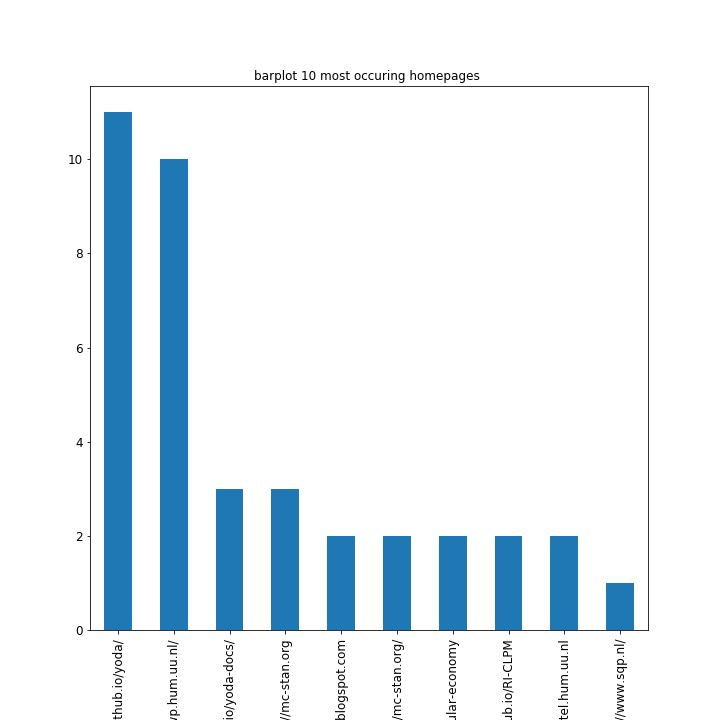 barplot 10 most occuring homepages
10
8
6
4
2
0
thub.io/yoda/
vp.hum.uu.nl/
io/yoda-docs/
//mc-stan.org
blogspot.com
/mc-stan.org/
ular-economy
ub.io/RI-CLPM
tel.hum.uu.nl
//www.sqp.nl/